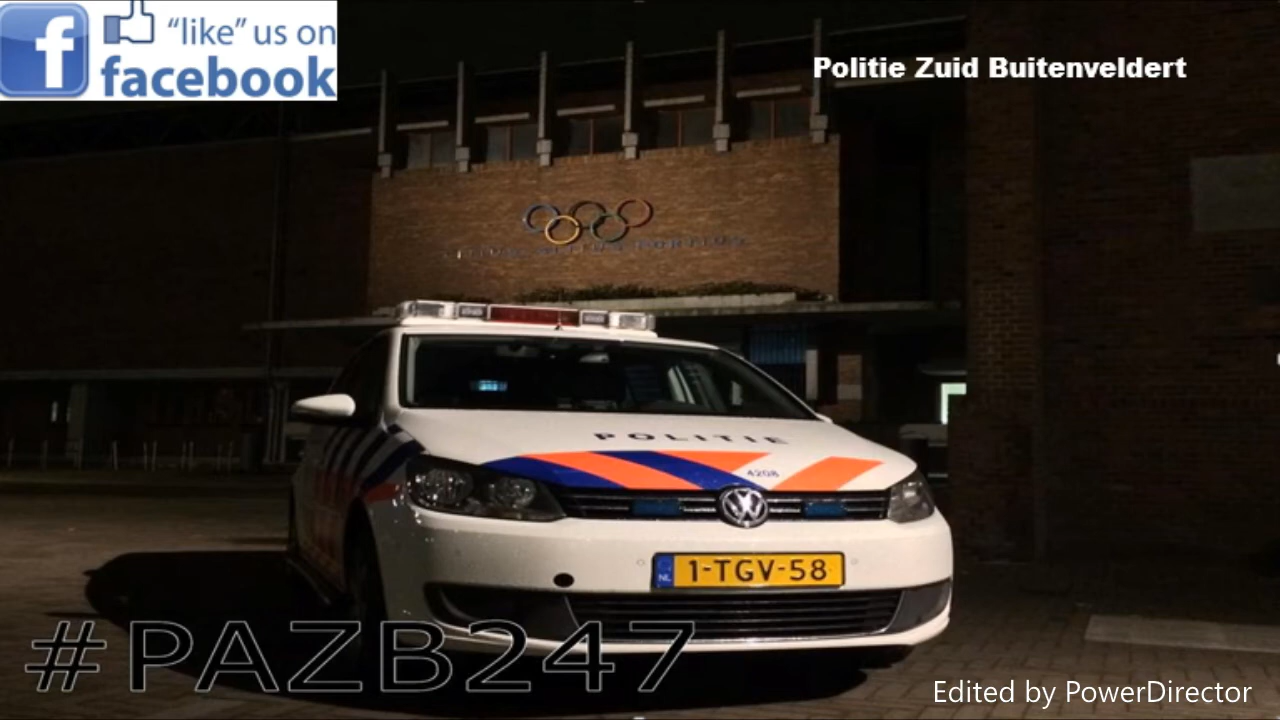 f
"like" us on
facebook
Politie Zuid Buitenveldert
POLITIE
4208
NL
1-TGV-58
#PAZB247
Edited by PowerDirector